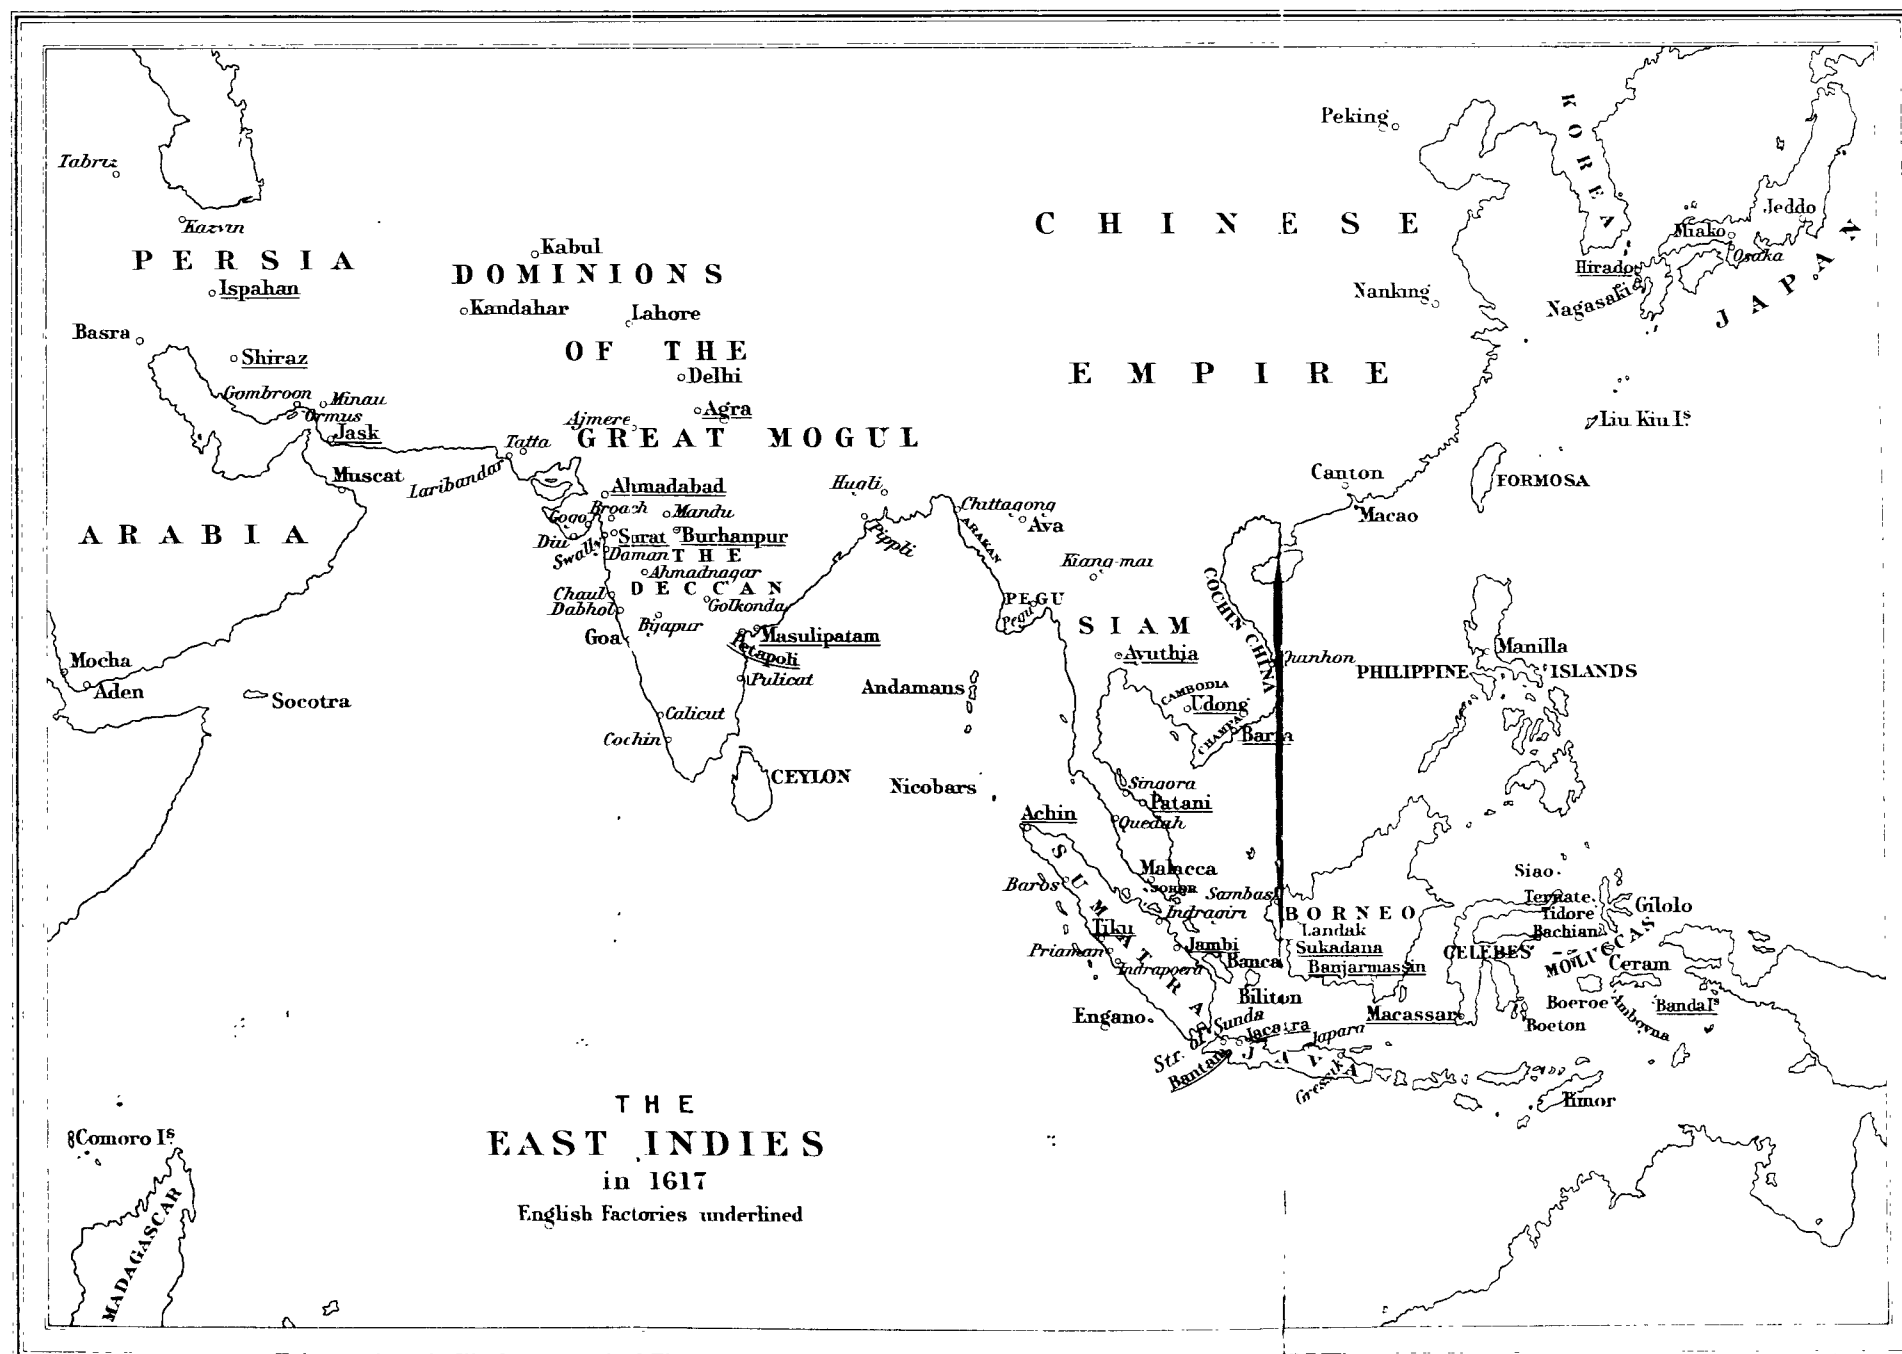 Peking
KOREA
Tabriz
Kazvin
PERSIA
Ispahan
Basra
Shiraz
Gombroon
Minau
Ormus
Jask
Muscat
ARABIA
Mocha
Aden
Socotra
Kabul
DOMINIONS
Kandahar
Lahore
OF THE
Delhi
Agra
Ajmere
GREAT MOGUL
Tatta
Laribandar
Ahmadabad
Broach
Mandu
Gogo
Diu
Swally
Surat
Burhanpur
Daman
THE
Ahmadnagar
DECCAN
Chaul
Dabhol
Golkonda
Bijapur
Goa
Masulipatam
Petapoli
Pulicat
Calicut
Cochin
CEYLON
Hugli
Pippli
Chittagong
Ava
ARAKAN
Kiang-mai
PEGU
Pegu
SIAM
Ayuthia
Andamans
Nicobars
CHINESE
EMPIRE
Nanking
Canton
Macao
Jeddo
Miako
Osaka
Hirado
Nagasaki
JAPAN
Liu Kiu Is.
FORMOSA
COCHIN CHINA
Quanhon
CAMBODIA
Udong
CHAMPA
Baria
PHILIPPINE ISLANDS
Manilla
Singora
Patani
Quedah
Achin
SUMATRA
Malacca
JOHOR
Baros
Sambas
Indragiri
Tiku
Jambi
Priaman
Indrapoera
Banca
Biliton
Engano
Str. of Sunda
Jacatra
Japara
Bantam
JAVA
Gressik
BORNEO
Landak
Sukadana
Banjarmassin
Macassar
CELEBES
Siao
Ternate
Tidore
Bachian
Gilolo
MOLUCCAS
Ceram
Boeroe
Amboyna
Banda Is
Boeton
Timor
Comoro Is
MADAGASCAR
THE
EAST INDIES
in 1617
English Factories underlined